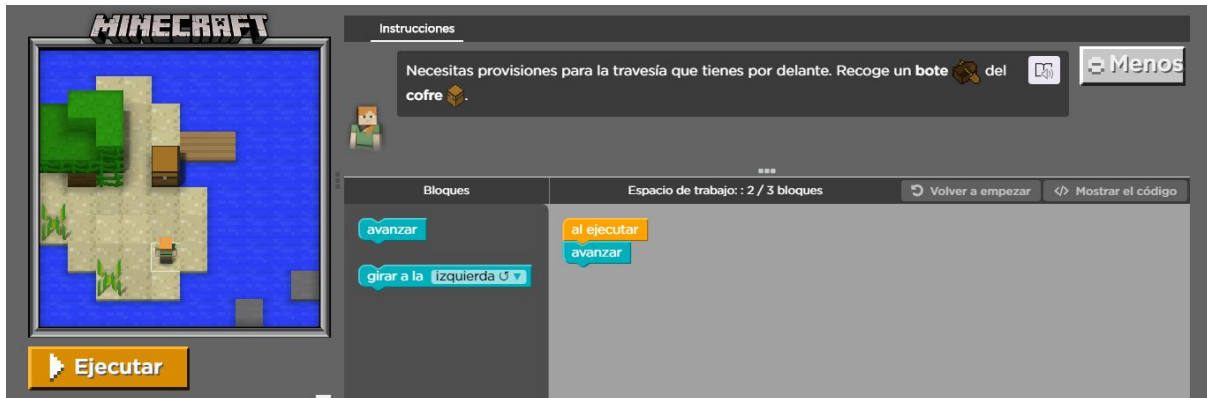 MINECRAFT
Instrucciones
Necesitas provisiones para la travesía que tienes por delante. Recoge un bote del
cofre.
Menos
Bloques
Espacio de trabajo: : 2 / 3 bloques
Volver a empezar
</> Mostrar el código
avanzar
girar a la izquierda ↺ ▼
al ejecutar
avanzar
Ejecutar